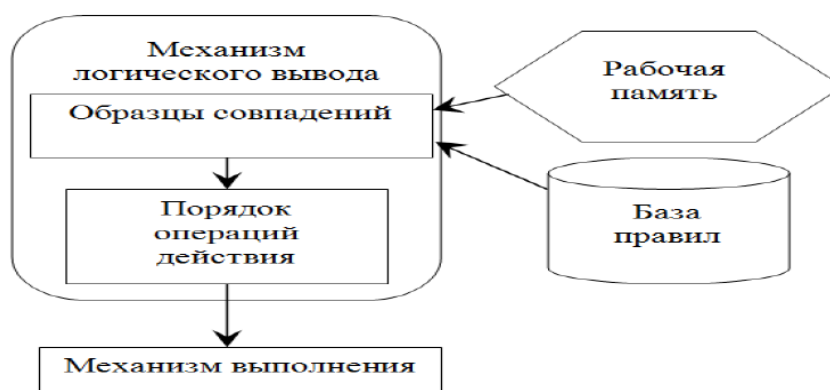 Механизм
логического вывода
Образцы совпадений
Порядок
операций
действия
Механизм выполнения
Рабочая
память
База
правил